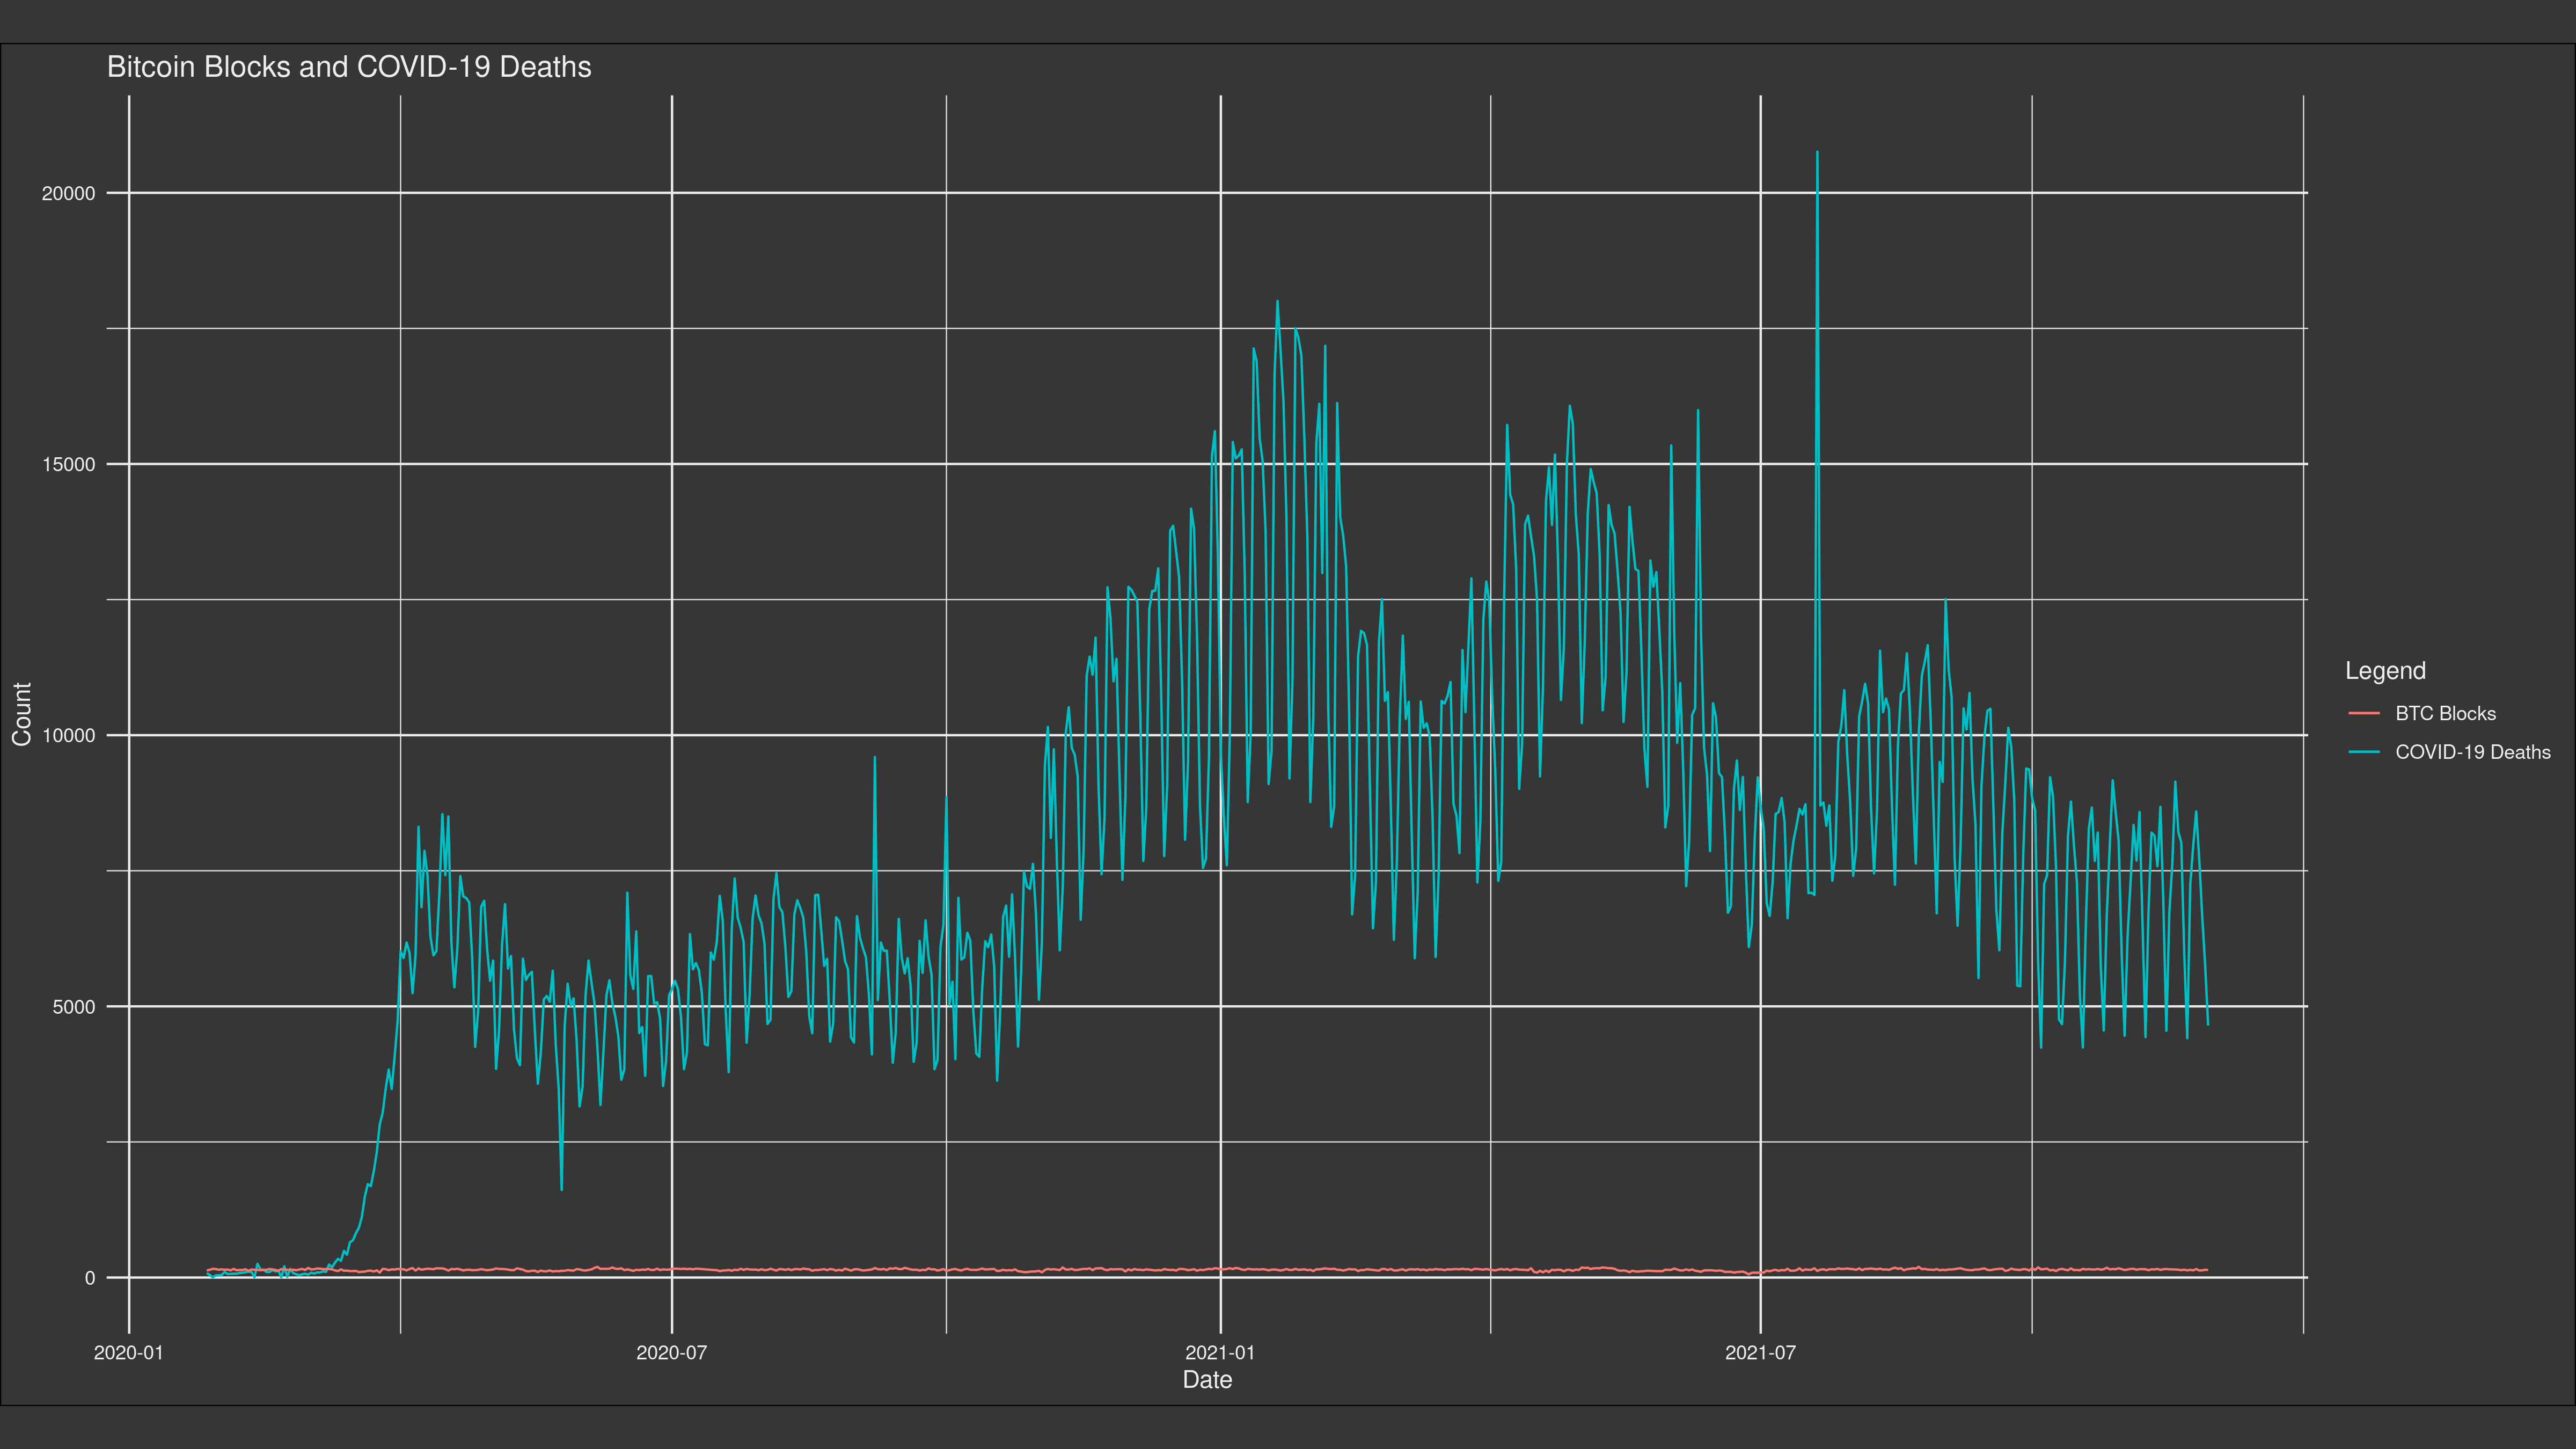 Bitcoin Blocks and COVID-19 Deaths
20000
15000
10000
5000
0
Count
2020-01 2020-07 2021-01 2021-07
Date
Legend
BTC Blocks
COVID-19 Deaths